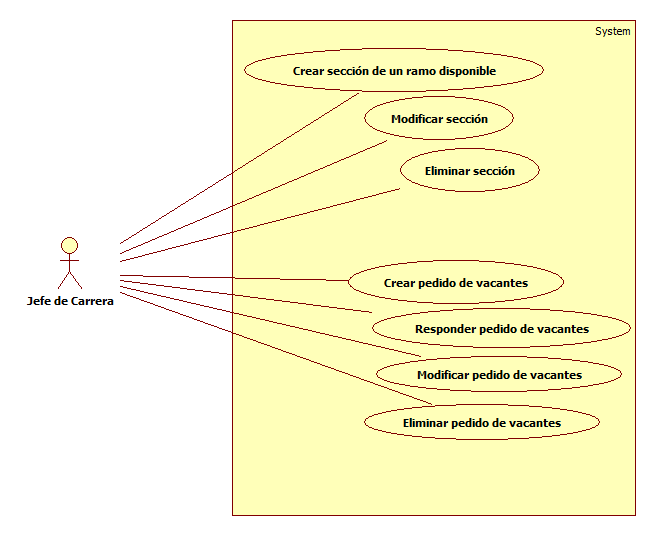 System
Crear sección de un ramo disponible
Modificar sección
Eliminar sección
Jefe de Carrera
Crear pedido de vacantes
Responder pedido de vacantes
Modificar pedido de vacantes
Eliminar pedido de vacantes